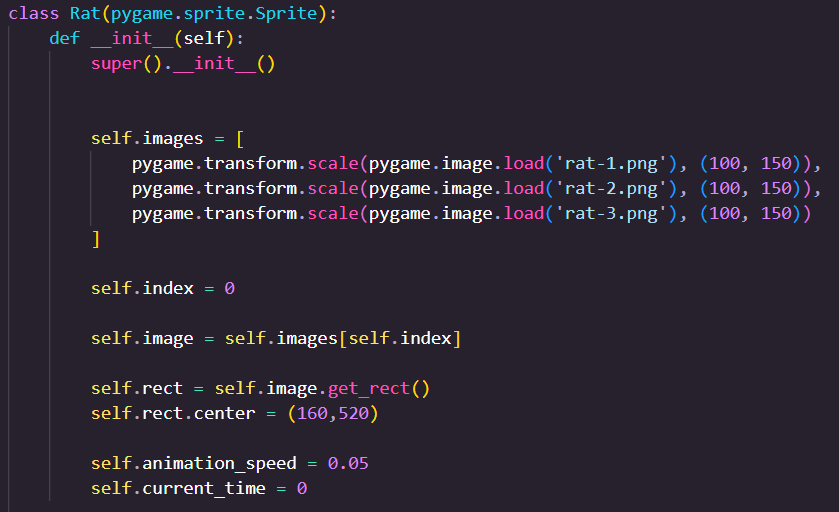 class Rat(pygame.sprite.Sprite):
    def __init__(self):
        super().__init__()
        self.images = [
            pygame.transform.scale(pygame.image.load('rat-1.png'), (100, 150)),
            pygame.transform.scale(pygame.image.load('rat-2.png'), (100, 150)),
            pygame.transform.scale(pygame.image.load('rat-3.png'), (100, 150))
        ]
        self.index = 0
        self.image = self.images[self.index]
        self.rect = self.image.get_rect()
        self.rect.center = (160,520)
        self.animation_speed = 0.05
        self.current_time = 0